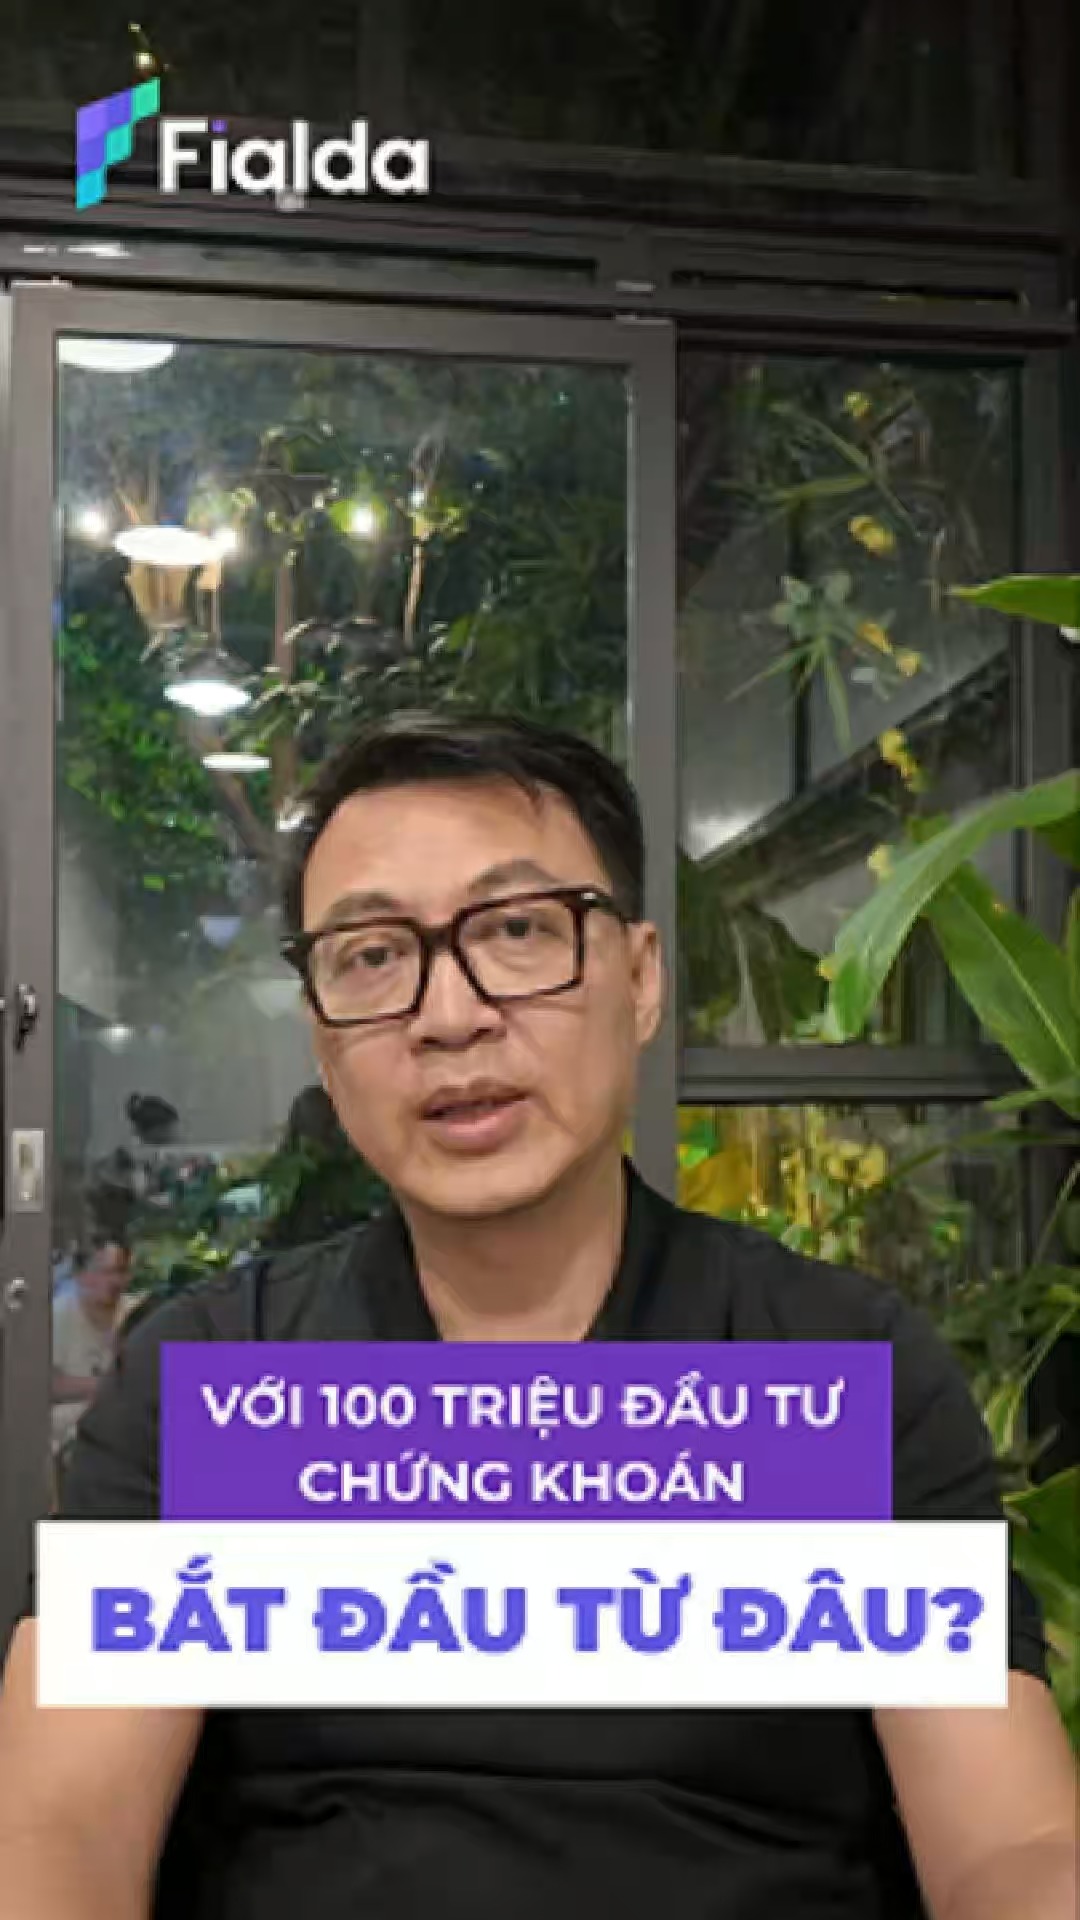 Fialda
VỚI 100 TRIỆU ĐẦU TƯ
CHỨNG KHOÁN
BẮT ĐẦU TỪ ĐÂU?